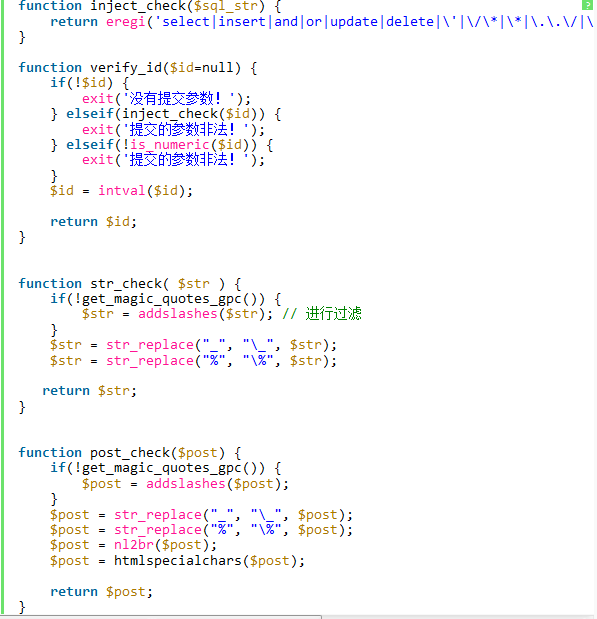 function inject_check($sql_str) {
return eregi('select|insert|and|or|update|delete|\'|\/\*|\*|\.\.\/|\
}
function verify_id($id=null) {
if(!$id) {
exit('没有提交参数! ');
} elseif(inject_check($id)) {
exit('提交的参数非法! ');
} elseif(!is_numeric($id)) {
exit('提交的参数非法! ');
}
$id = intval($id);
return $id;
}
function str_check( $str ) {
if(!get_magic_quotes_gpc()) {
$str = addslashes($str); // 进行过滤
}
$str = str_replace("_", "\_", $str);
$str = str_replace("%", "\%", $str);
return $str;
}
function post_check($post) {
if(!get_magic_quotes_gpc()) {
$post = addslashes($post);
}
$post = str_replace("_", "\_", $post);
$post = str_replace("%", "\%", $post);
$post = nl2br($post);
$post = htmlspecialchars($post);
return $post;
}